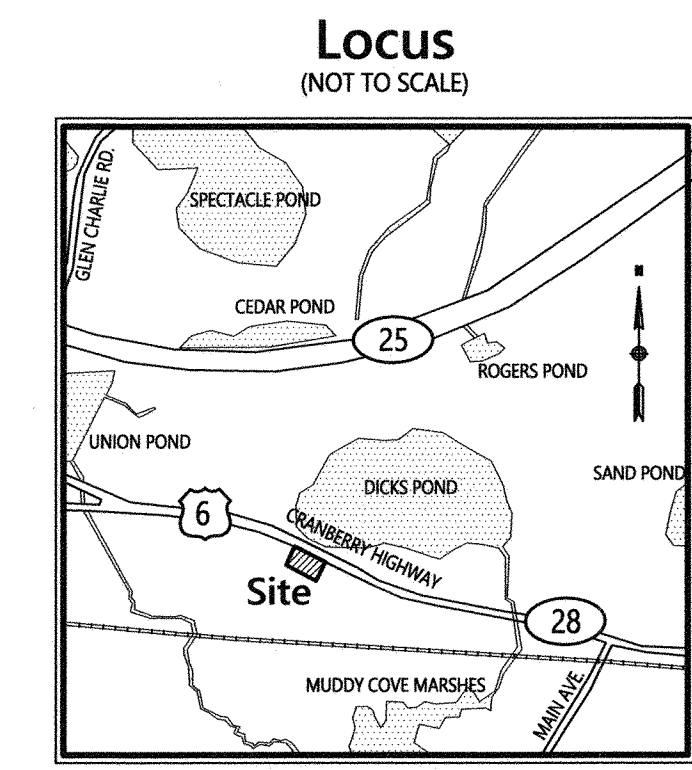 Locus
(NOT TO SCALE)
GLEN CHARLIE RD.
SPECTACLE POND
CEDAR POND
25
N
ROGERS POND
UNION POND
DICKS POND
SAND POND
6
CRANBERRY HIGHWAY
Site
28
MUDDY COVE MARSHES
MAIN AVE.